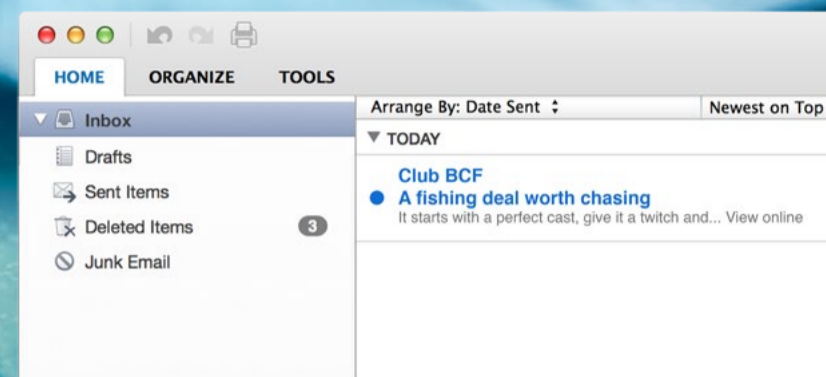 HOME ORGANIZE TOOLS
Inbox
Drafts
Sent Items
Deleted Items 3
Junk Email
Arrange By: Date Sent Newest on Top
TODAY
Club BCF
A fishing deal worth chasing
It starts with a perfect cast, give it a twitch and... View online